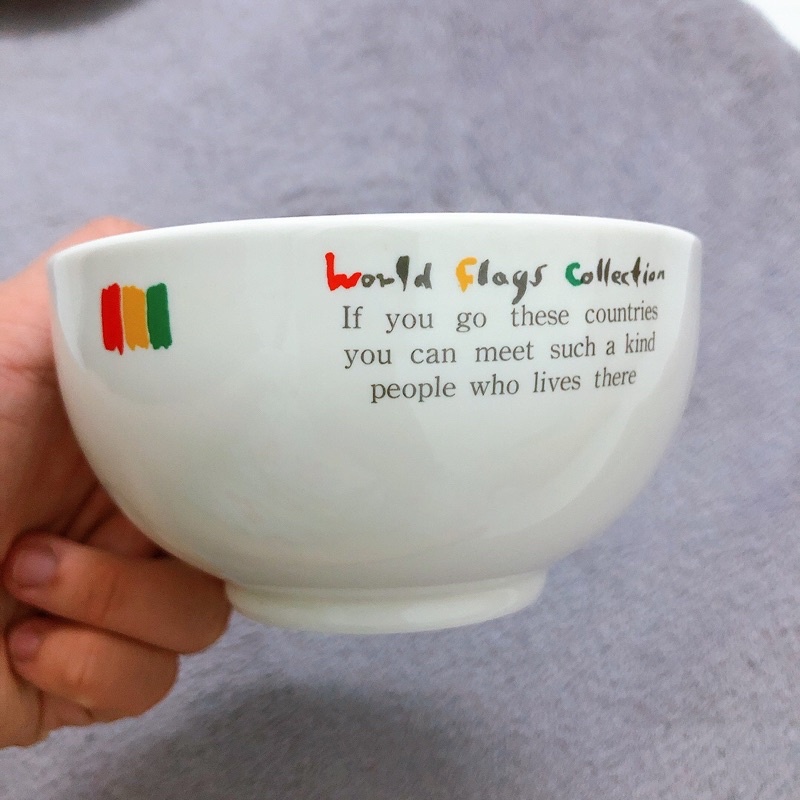 World Flags Collection
If you go these countries
you can meet such a kind
people who lives there